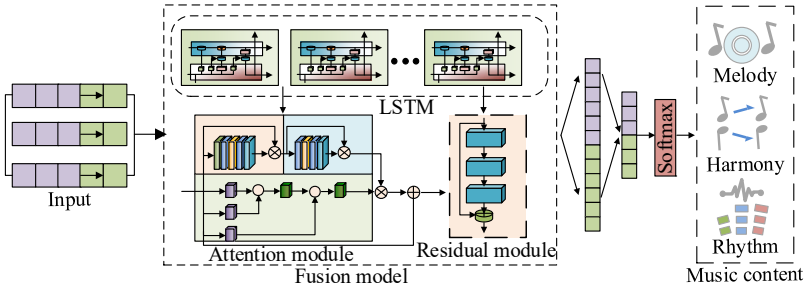 Input
LSTM
Attention module
Residual module
Fusion model
Softmax
Melody
Harmony
Rhythm
Music content